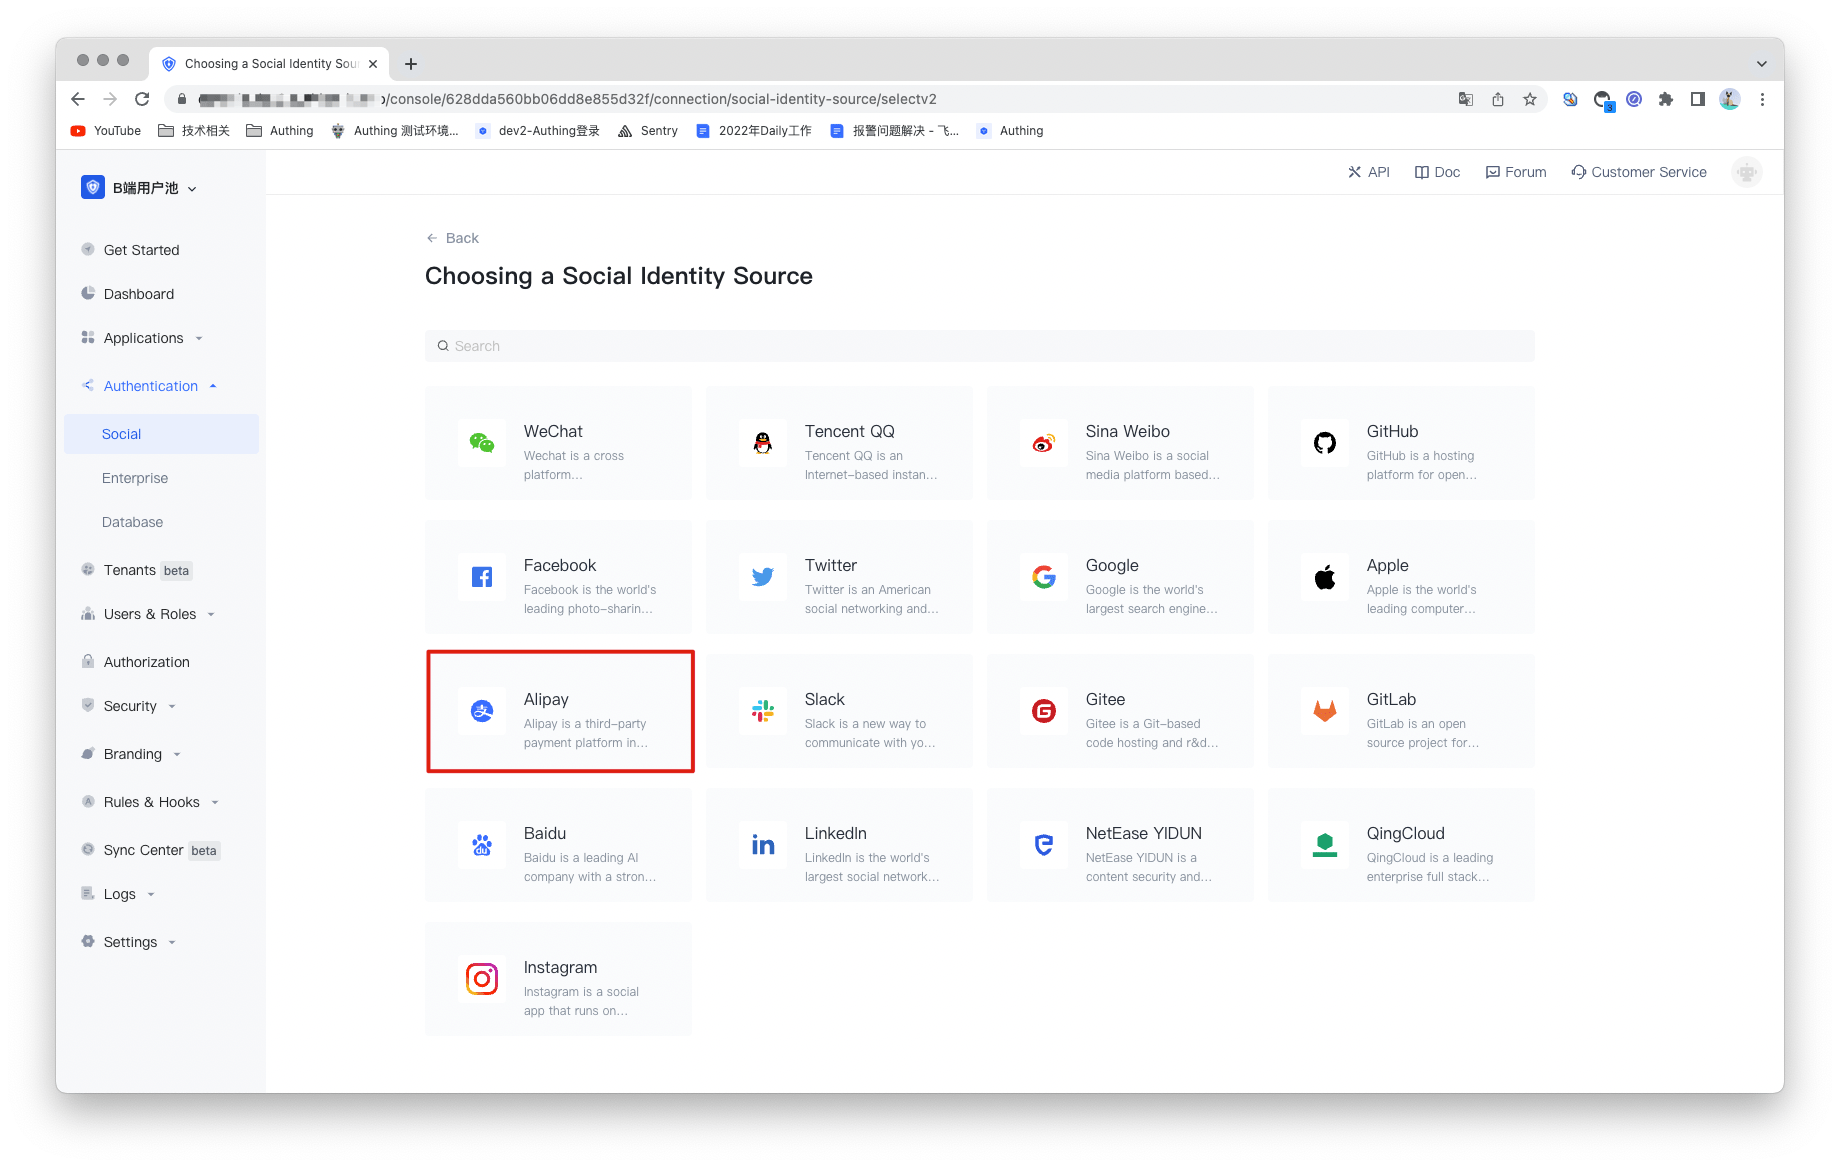 Choosing a Social Identity Sou
/console/628dda560bb06dd8e855d32f/connection/social-identity-source/selectv2
3
YouTube
技术相关
Authing
Authing 测试环境...
dev2-Authing登录
Sentry
2022年Daily工作
报警问题解决 - 飞...
Authing
B端用户池
API
Doc
Forum
Customer Service
Get Started
Dashboard
Applications
Authentication
Social
Enterprise
Database
Tenants beta
Users & Roles
Authorization
Security
Branding
Rules & Hooks
Sync Center beta
Logs
Settings
Back
Choosing a Social Identity Source
Search
WeChat
Wechat is a cross
platform...
Tencent QQ
Tencent QQ is an
Internet-based instan...
Sina Weibo
Sina Weibo is a social
media platform based...
GitHub
GitHub is a hosting
platform for open...
Facebook
Facebook is the world's
leading photo-sharin...
Twitter
Twitter is an American
social networking and...
Google
Google is the world's
largest search engine...
Apple
Apple is the world's
leading computer...
Alipay
Alipay is a third-party
payment platform in...
Slack
Slack is a new way to
communicate with yo...
Gitee
Gitee is a Git-based
code hosting and r&d...
GitLab
GitLab is an open
source project for...
Baidu
Baidu is a leading AI
company with a stron...
LinkedIn
LinkedIn is the world's
largest social network...
NetEase YIDUN
NetEase YIDUN is a
content security and...
QingCloud
QingCloud is a leading
enterprise full stack...
Instagram
Instagram is a social
app that runs on...